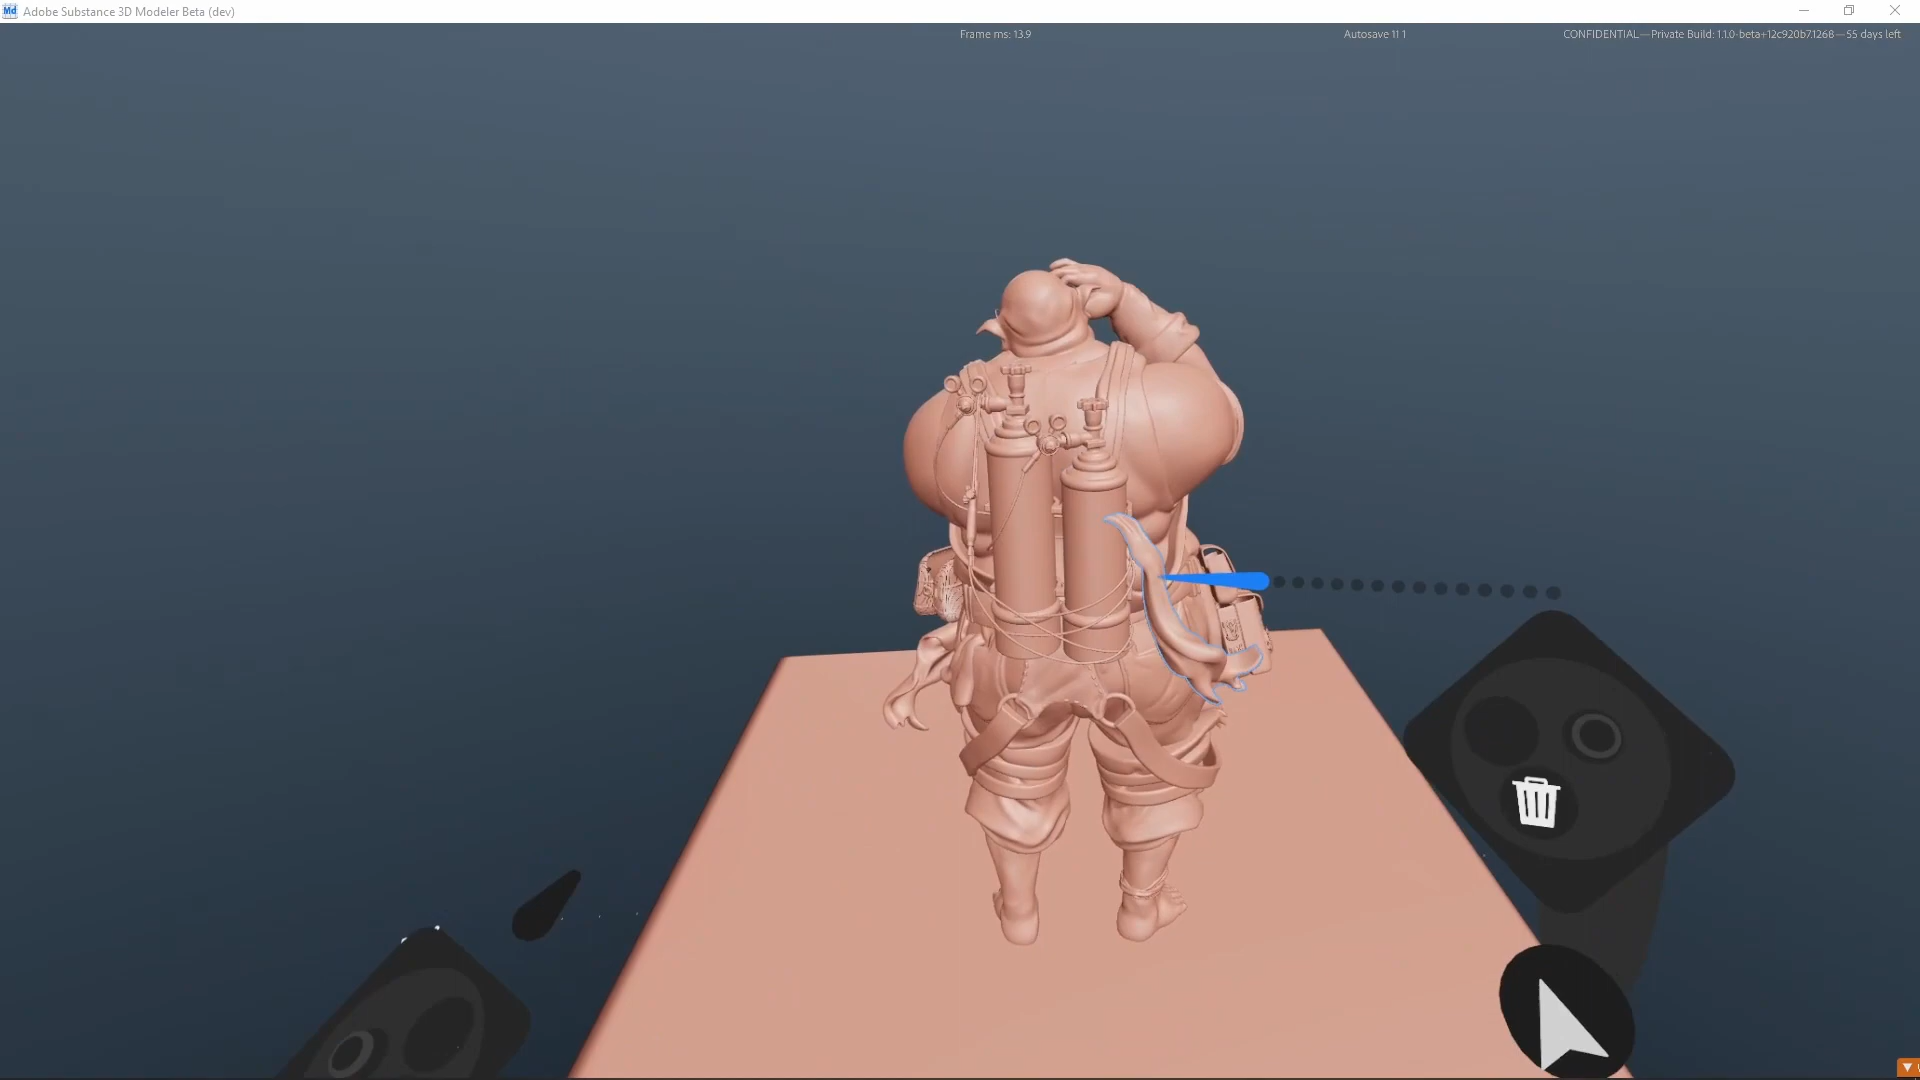 Md Adobe Substance 3D Modeler Beta (dev)
Frame ms: 13.9
Autosave 11 1
CONFIDENTIAL—Private Build: 1.1.0-beta+12c920b7.1268—55 days left